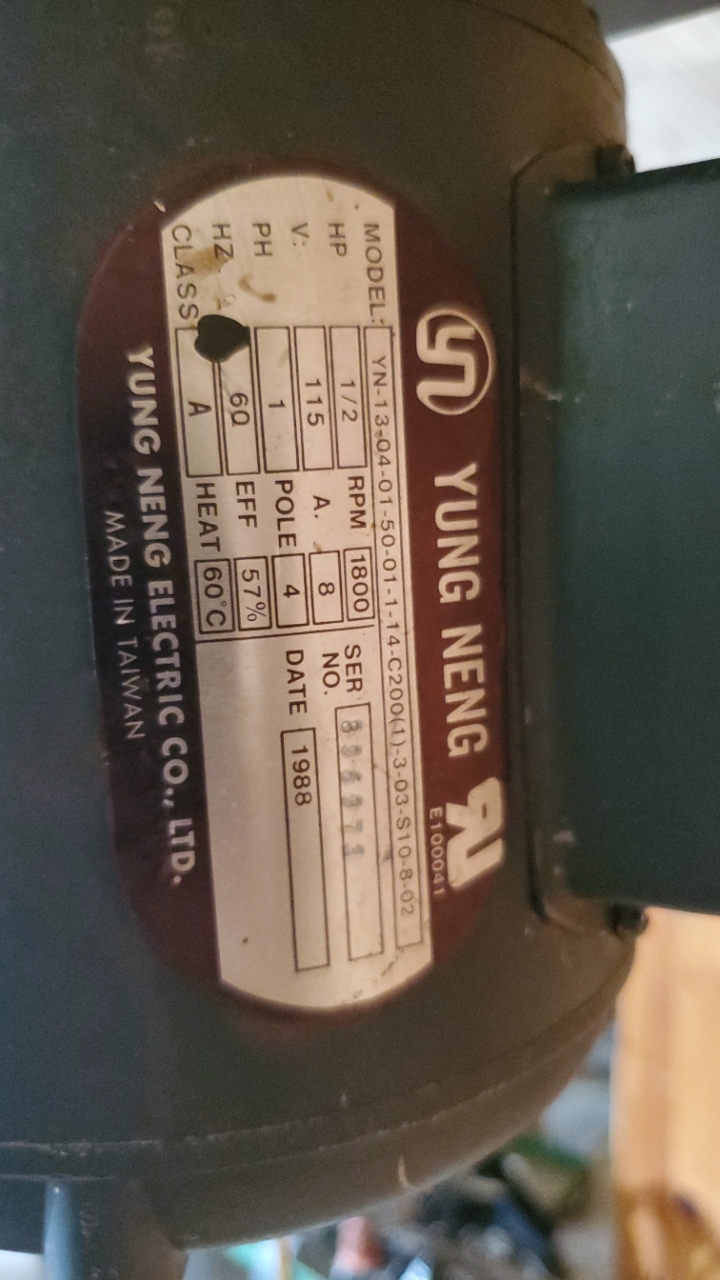 YUNG NENG
E100041
MODEL: YN-13-04-01-50-01-1-14-C200(1)-3-03-S10-8-02
HP 1/2 RPM 1800 SER NO.
V: 115 A. 8 DATE 1988
PH 1 POLE 4
HZ 60 EFF 57%
CLASS A HEAT 60°C
YUNG NENG ELECTRIC CO., LTD.
MADE IN TAIWAN